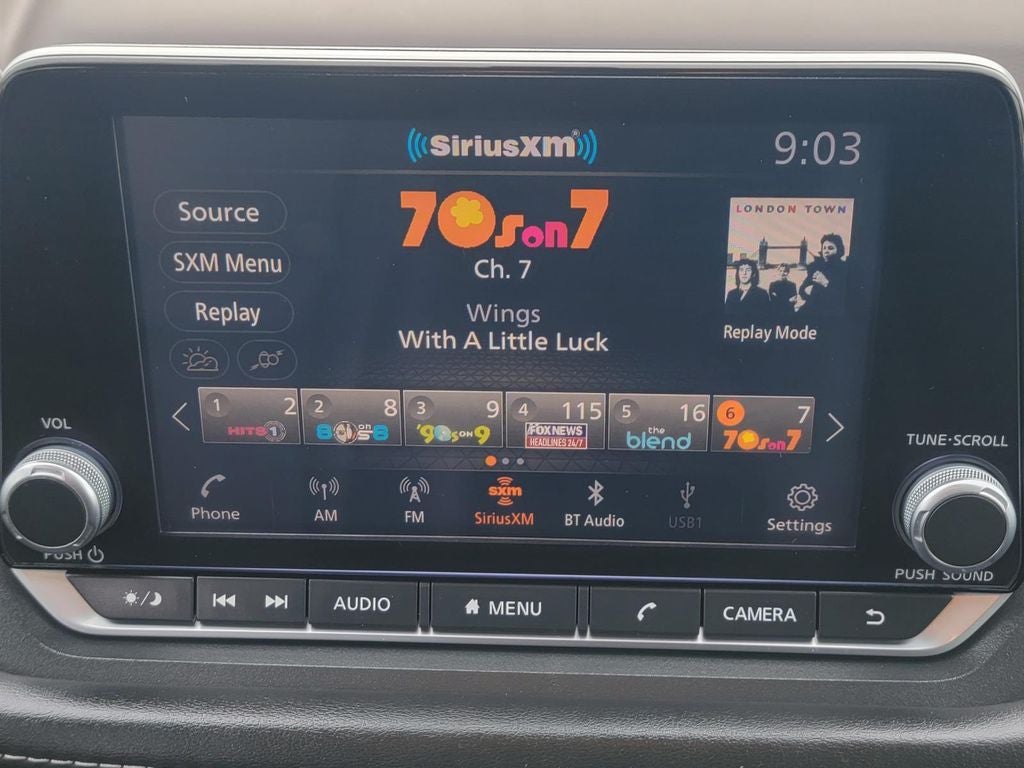 SiriusXM®
9:03
Source
SXM Menu
Replay
70s on 7
Ch. 7
Wings
With A Little Luck
LONDON TOWN
Replay Mode
1 2 HITS 1
2 8 80s on 8
3 9 '90s ON 9
4 115 FOX NEWS HEADLINES 24/7
5 16 the blend
6 7 70s on 7
VOL
TUNE·SCROLL
Phone
AM
FM
sxm
SiriusXM
BT Audio
USB1
Settings
PUSH
PUSH SOUND
AUDIO
MENU
CAMERA